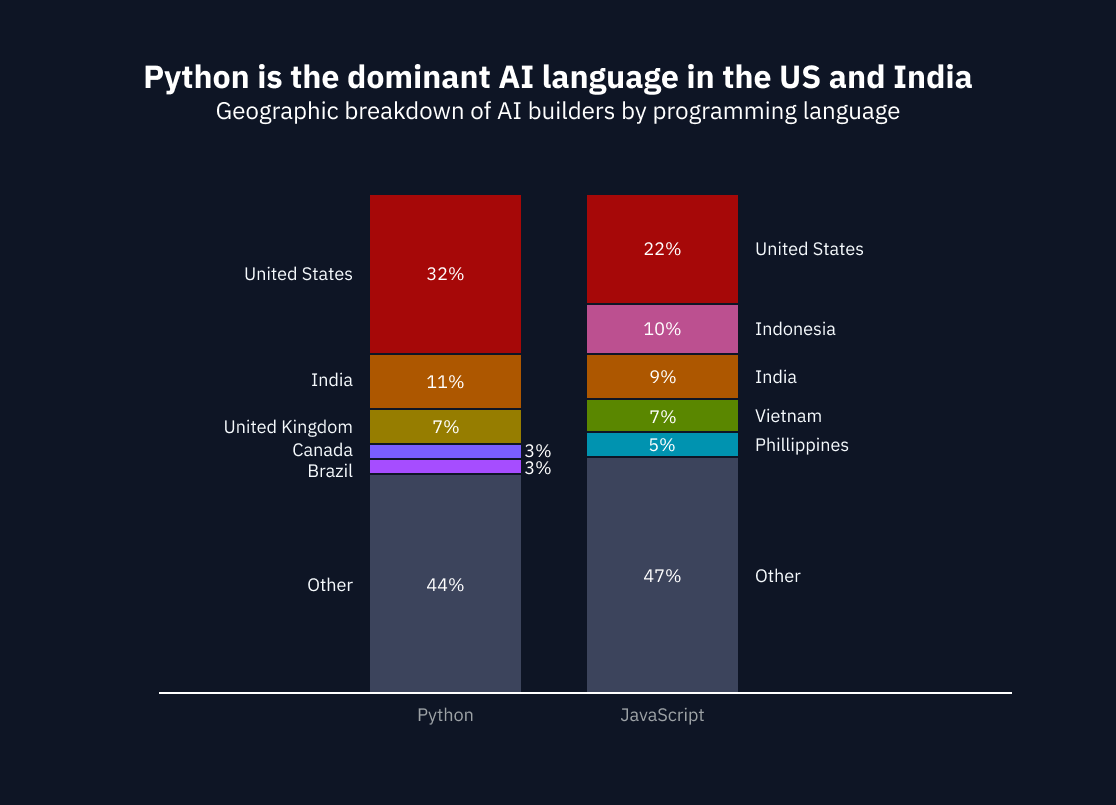 Python is the dominant AI language in the US and India
Geographic breakdown of AI builders by programming language
United States
32%
India
11%
United Kingdom
7%
Canada
3%
Brazil
3%
Other
44%
22%
United States
10%
Indonesia
9%
India
7%
Vietnam
5%
Phillippines
47%
Other
Python
JavaScript